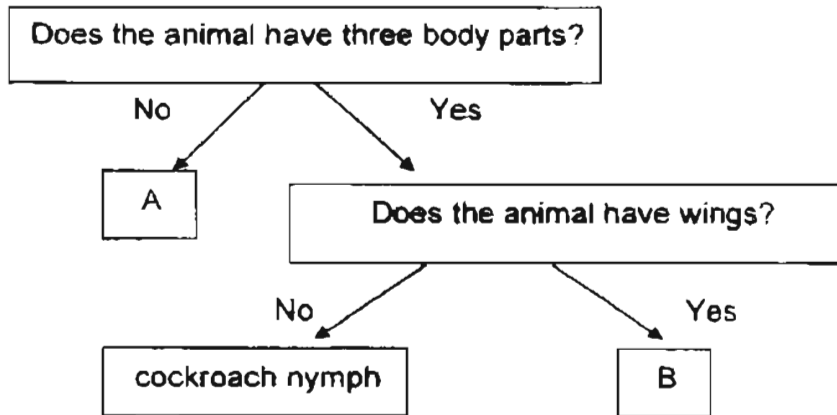 Does the animal have three body parts?
No
Yes
A
Does the animal have wings?
No
Yes
cockroach nymph
B